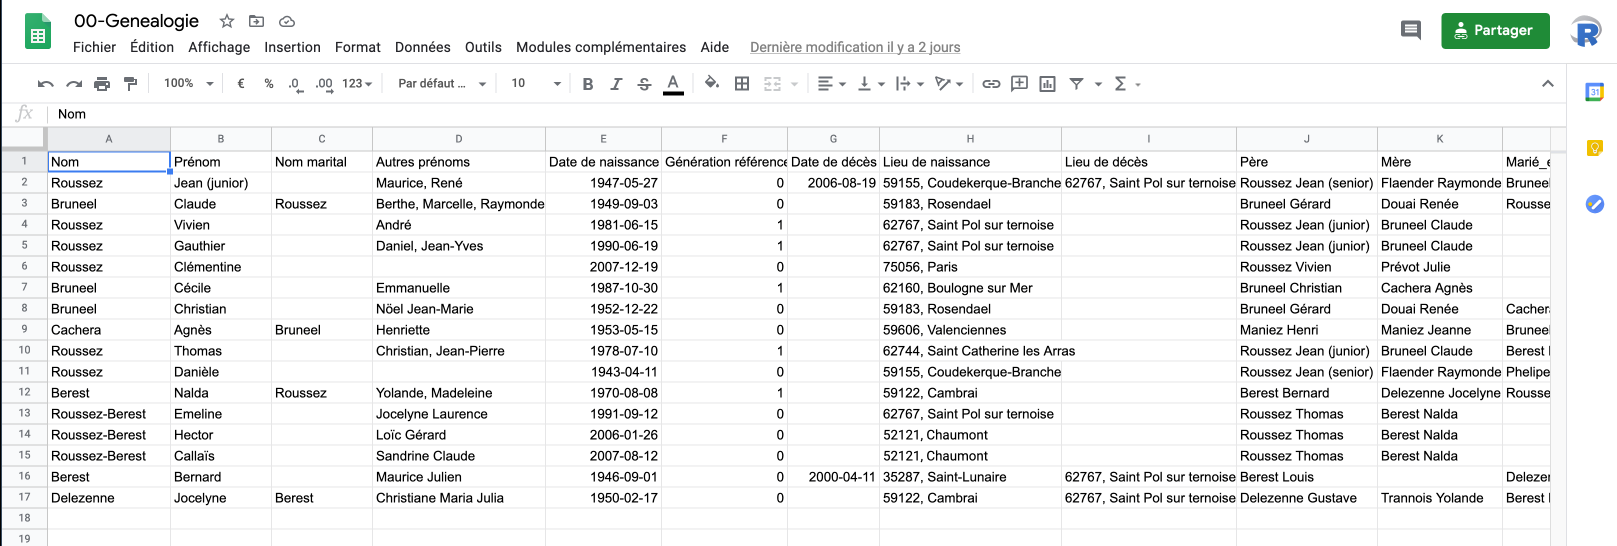 00-Genealogie
Fichier Édition Affichage Insertion Format Données Outils Modules complémentaires Aide Dernière modification il y a 2 jours
Partager
R
100% € % .0 .00 123 Par défaut ... 10 B I S A Σ
31
fx Nom
A B C D E F G H I J K
1 Nom Prénom Nom marital Autres prénoms Date de naissance Génération référence Date de décès Lieu de naissance Lieu de décès Père Mère Marié_
2 Roussez Jean (junior) Maurice, René 1947-05-27 0 2006-08-19 59155, Coudekerque-Branche 62767, Saint Pol sur ternoise Roussez Jean (senior) Flaender Raymonde Bruneel
3 Bruneel Claude Roussez Berthe, Marcelle, Raymonde 1949-09-03 0 59183, Rosendael Bruneel Gérard Douai Renée Rousse
4 Roussez Vivien André 1981-06-15 1 62767, Saint Pol sur ternoise Roussez Jean (junior) Bruneel Claude
5 Roussez Gauthier Daniel, Jean-Yves 1990-06-19 1 62767, Saint Pol sur ternoise Roussez Jean (junior) Bruneel Claude
6 Roussez Clémentine 2007-12-19 0 75056, Paris Roussez Vivien Prévot Julie
7 Bruneel Cécile Emmanuelle 1987-10-30 1 62160, Boulogne sur Mer Bruneel Christian Cachera Agnès
8 Bruneel Christian Nöel Jean-Marie 1952-12-22 0 59183, Rosendael Bruneel Gérard Douai Renée Cacher
9 Cachera Agnès Bruneel Henriette 1953-05-15 0 59606, Valenciennes Maniez Henri Maniez Jeanne Bruneel
10 Roussez Thomas Christian, Jean-Pierre 1978-07-10 1 62744, Saint Catherine les Arras Roussez Jean (junior) Bruneel Claude Berest
11 Roussez Danièle 1943-04-11 0 59155, Coudekerque-Branche Roussez Jean (senior) Flaender Raymonde Phelipe
12 Berest Nalda Roussez Yolande, Madeleine 1970-08-08 1 59122, Cambrai Berest Bernard Delezenne Jocelyne Rousse
13 Roussez-Berest Emeline Jocelyne Laurence 1991-09-12 0 62767, Saint Pol sur ternoise Roussez Thomas Berest Nalda
14 Roussez-Berest Hector Loïc Gérard 2006-01-26 0 52121, Chaumont Roussez Thomas Berest Nalda
15 Roussez-Berest Callaïs Sandrine Claude 2007-08-12 0 52121, Chaumont Roussez Thomas Berest Nalda
16 Berest Bernard Maurice Julien 1946-09-01 0 2000-04-11 35287, Saint-Lunaire 62767, Saint Pol sur ternoise Berest Louis Delezer
17 Delezenne Jocelyne Berest Christiane Maria Julia 1950-02-17 0 59122, Cambrai 62767, Saint Pol sur ternoise Delezenne Gustave Trannois Yolande Berest
18
19